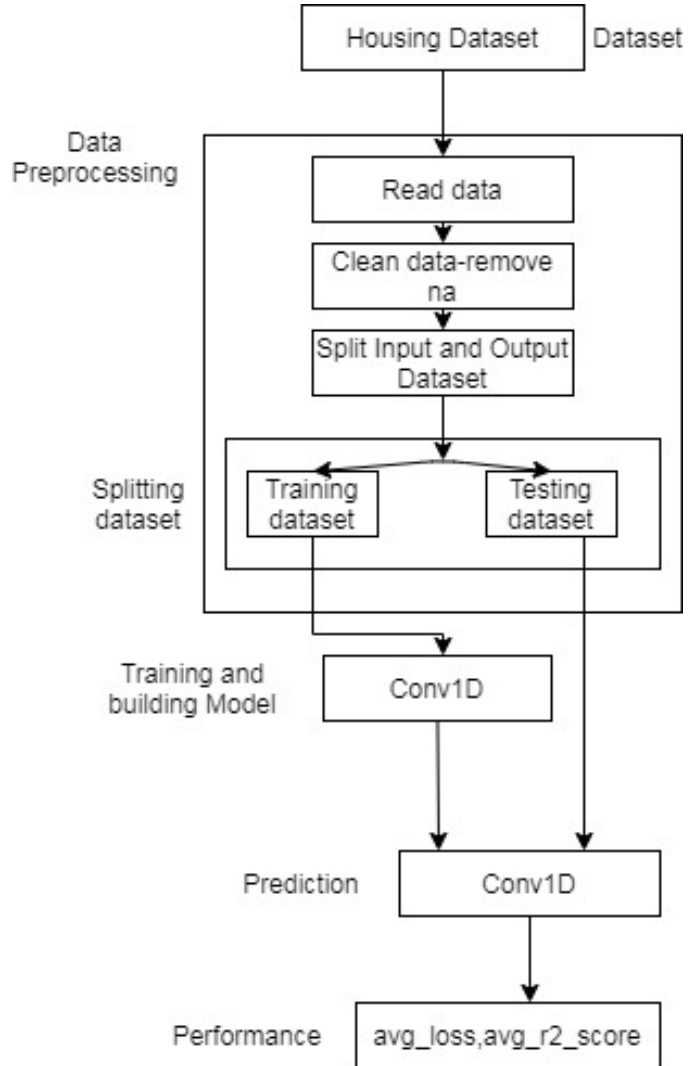 Housing Dataset
Dataset
Data
Preprocessing
Read data
Clean data-remove
na
Split Input and Output
Dataset
Splitting
dataset
Training
dataset
Testing
dataset
Training and
building Model
Conv1D
Prediction
Conv1D
Performance
avg_loss,avg_r2_score